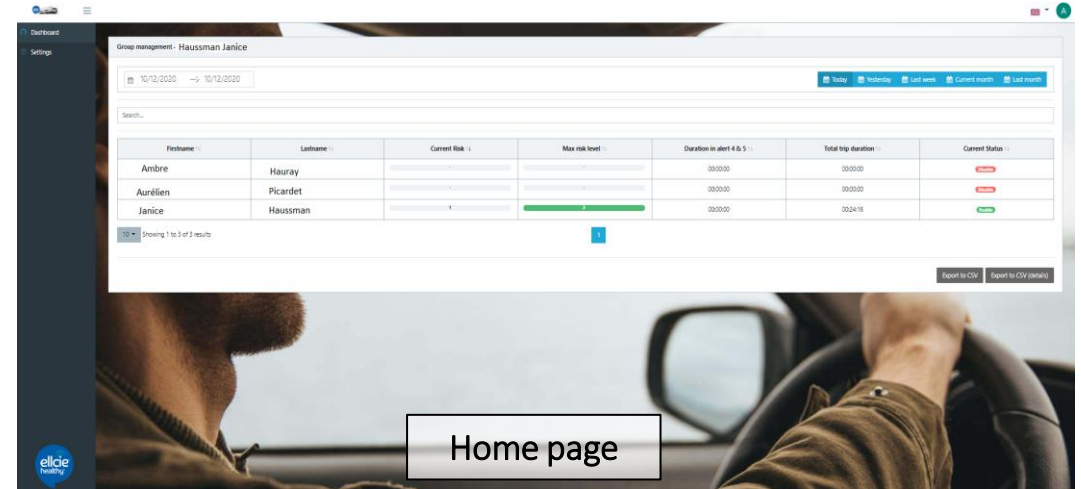 Dashboard
Settings
Group management - Haussman Janice
10/12/2020 → 10/12/2020
Today Yesterday Last week Current month Last month
Search...
Firstname Lastname Current Risk Max risk level Duration in alert 4 & 5 Total trip duration Current Status
Ambre Hauray - - 00:00:00 00:00:00
Aurélien Picardet - - 00:00:00 00:00:00
Janice Haussman 1 00:00:00 00:24:16
10 Showing 1 to 3 of 3 results 1
Export to CSV Export to CSV (details)
Home page
ellcie
healthy
A